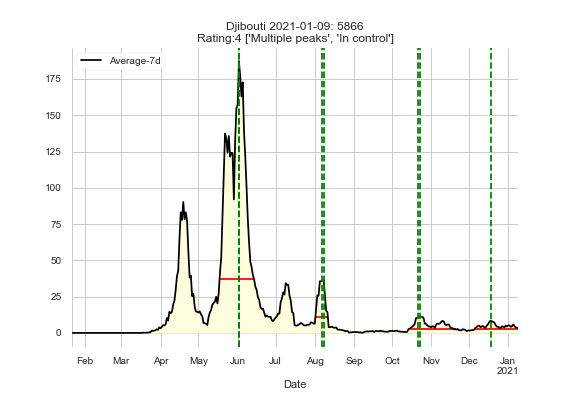 Djibouti 2021-01-09: 5866
Rating:4 ['Multiple peaks', 'In control']
Average-7d
175
150
125
100
75
50
25
0
Feb Mar Apr May Jun Jul Aug Sep Oct Nov Dec Jan
2021
Date